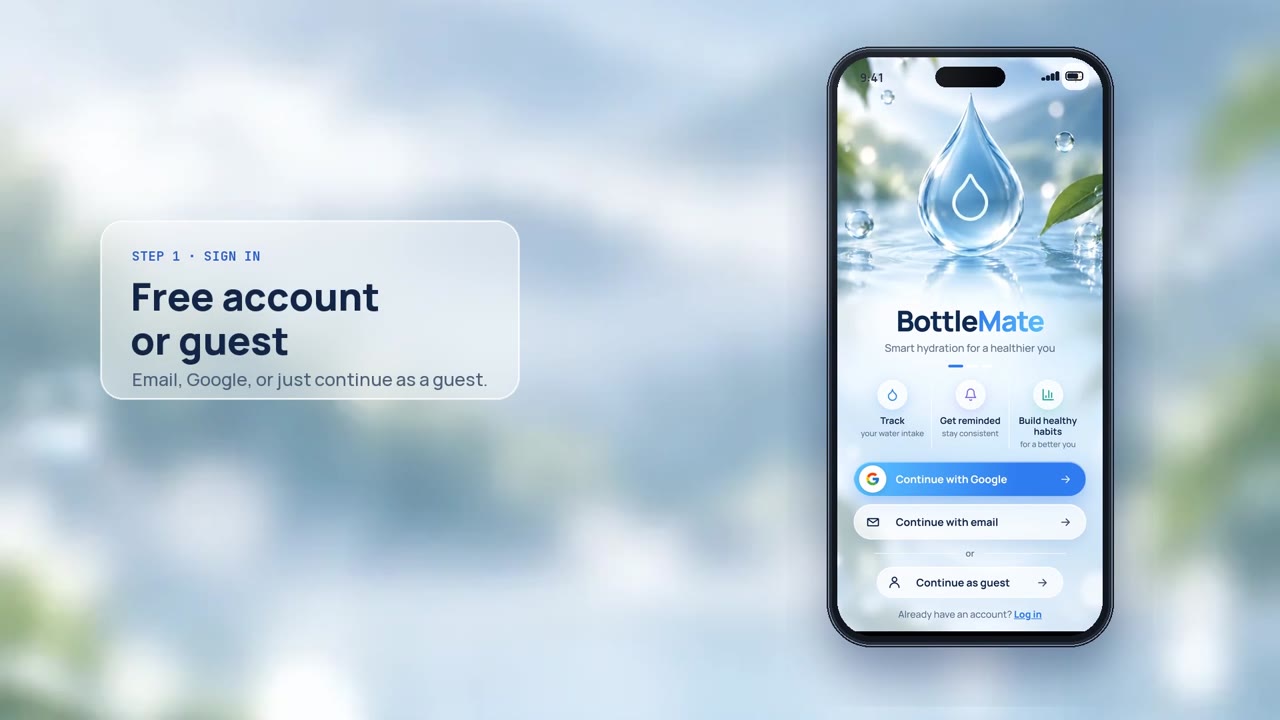 STEP 1 · SIGN IN
Free account
or guest
Email, Google, or just continue as a guest.
9:41
BottleMate
Smart hydration for a healthier you
Track
your water intake
Get reminded
stay consistent
Build healthy
habits
for a better you
Continue with Google
Continue with email
or
Continue as guest
Already have an account? Log in